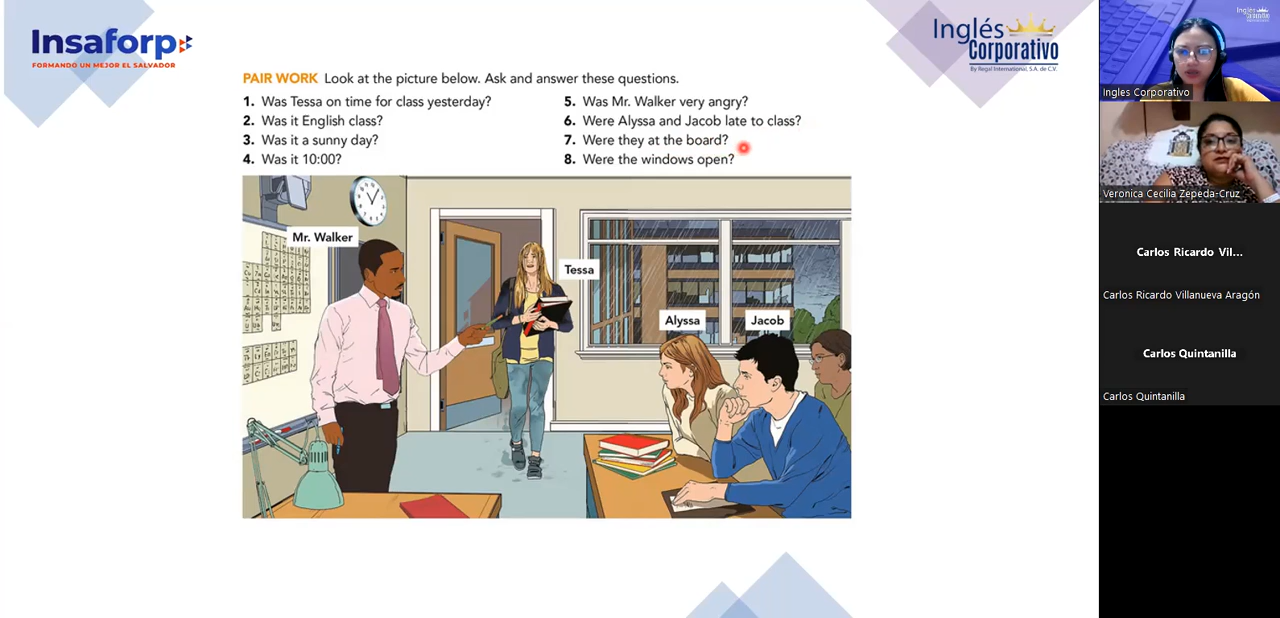 Insaforp
FORMANDO UN MEJOR EL SALVADOR
Inglés
Corporativo
By Regal International, S.A. de C.V.
PAIR WORK Look at the picture below. Ask and answer these questions.
1. Was Tessa on time for class yesterday?
2. Was it English class?
3. Was it a sunny day?
4. Was it 10:00?
5. Was Mr. Walker very angry?
6. Were Alyssa and Jacob late to class?
7. Were they at the board?
8. Were the windows open?
Mr. Walker
Tessa
Alyssa
Jacob
Inglés
Corporativo
Ingles Corporativo
Veronica Cecilia Zepeda-Cruz
Carlos Ricardo Vil...
Carlos Ricardo Villanueva Aragón
Carlos Quintanilla
Carlos Quintanilla